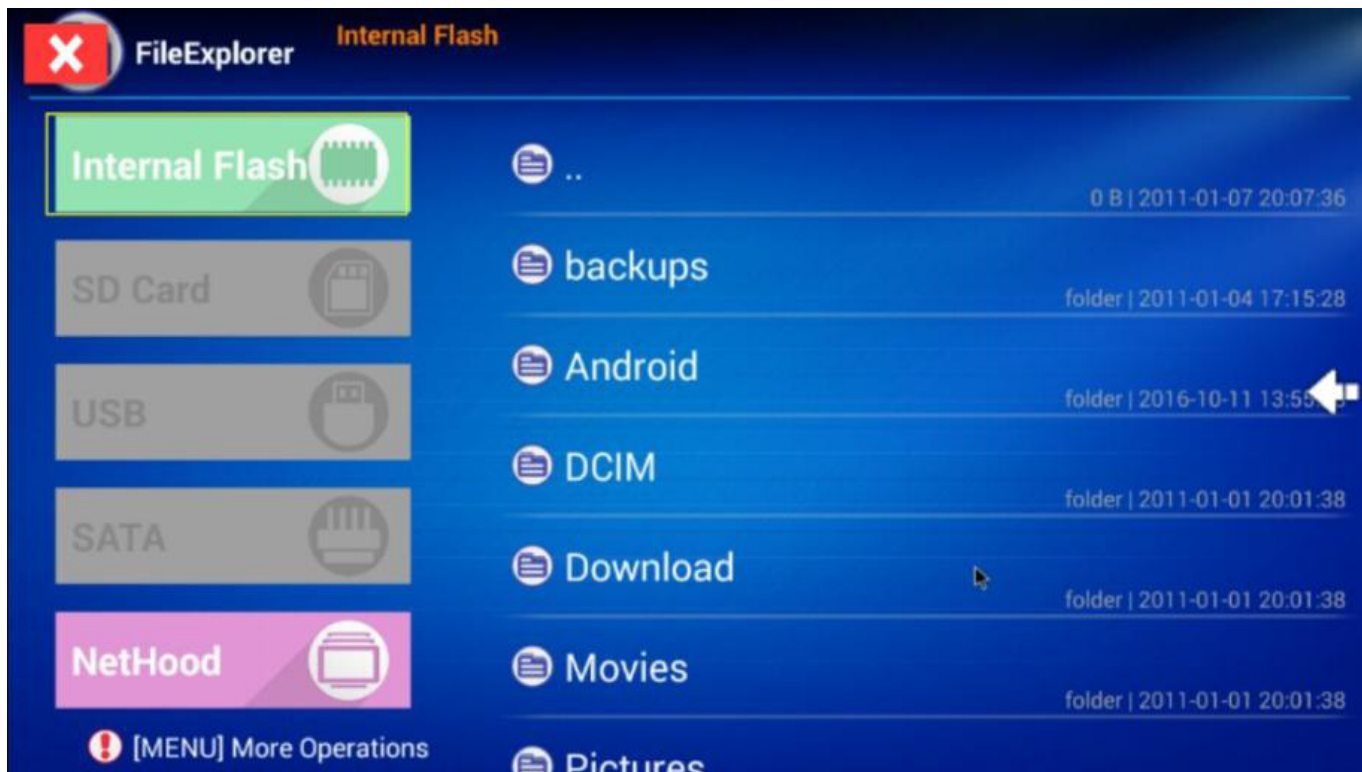 FileExplorer
Internal Flash
Internal Flash
SD Card
USB
SATA
NetHood
[MENU] More Operations
..
0 B | 2011-01-07 20:07:36
backups
folder | 2011-01-04 17:15:28
Android
folder | 2016-10-11 13:55
DCIM
folder | 2011-01-01 20:01:38
Download
folder | 2011-01-01 20:01:38
Movies
folder | 2011-01-01 20:01:38
Pictures